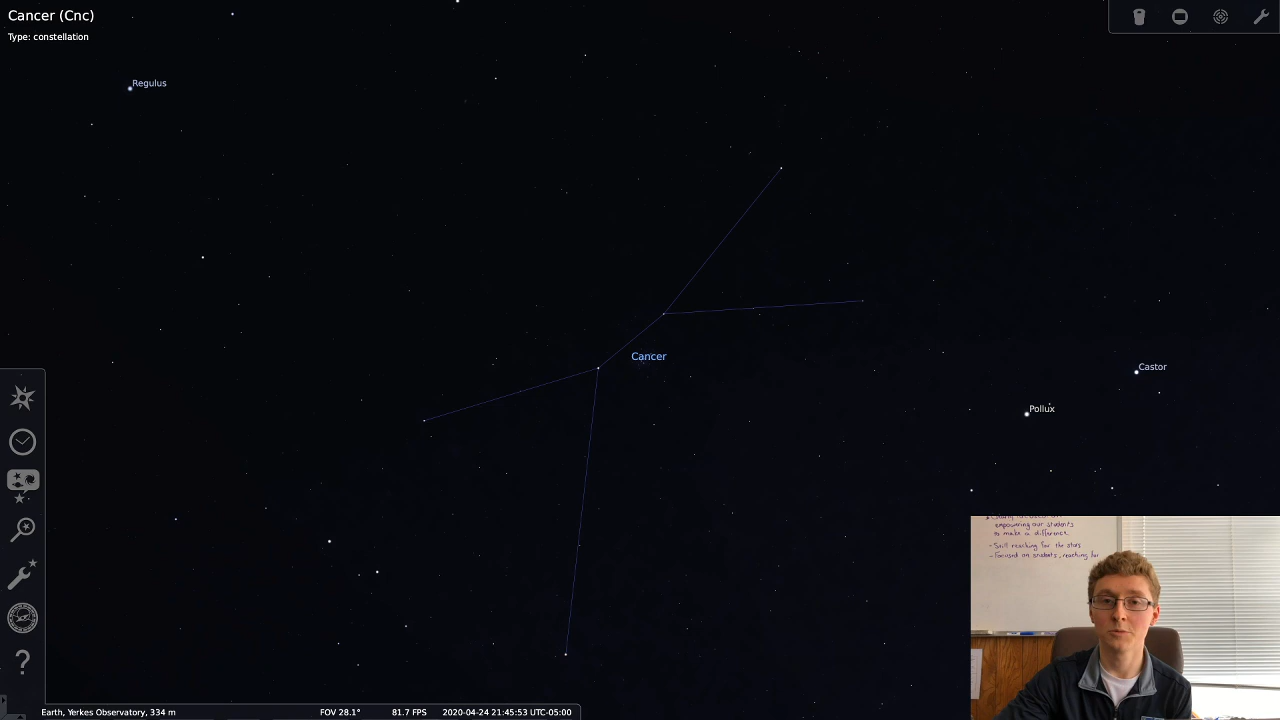 Cancer (Cnc)
Type: constellation
Regulus
Cancer
Castor
Pollux
empowering our students
to make a difference
- Still reaching for the stars
- Focused on students, reaching for
Earth, Yerkes Observatory, 334 m
FOV 28.1°
81.7 FPS
2020-04-24 21:45:53 UTC-05:00